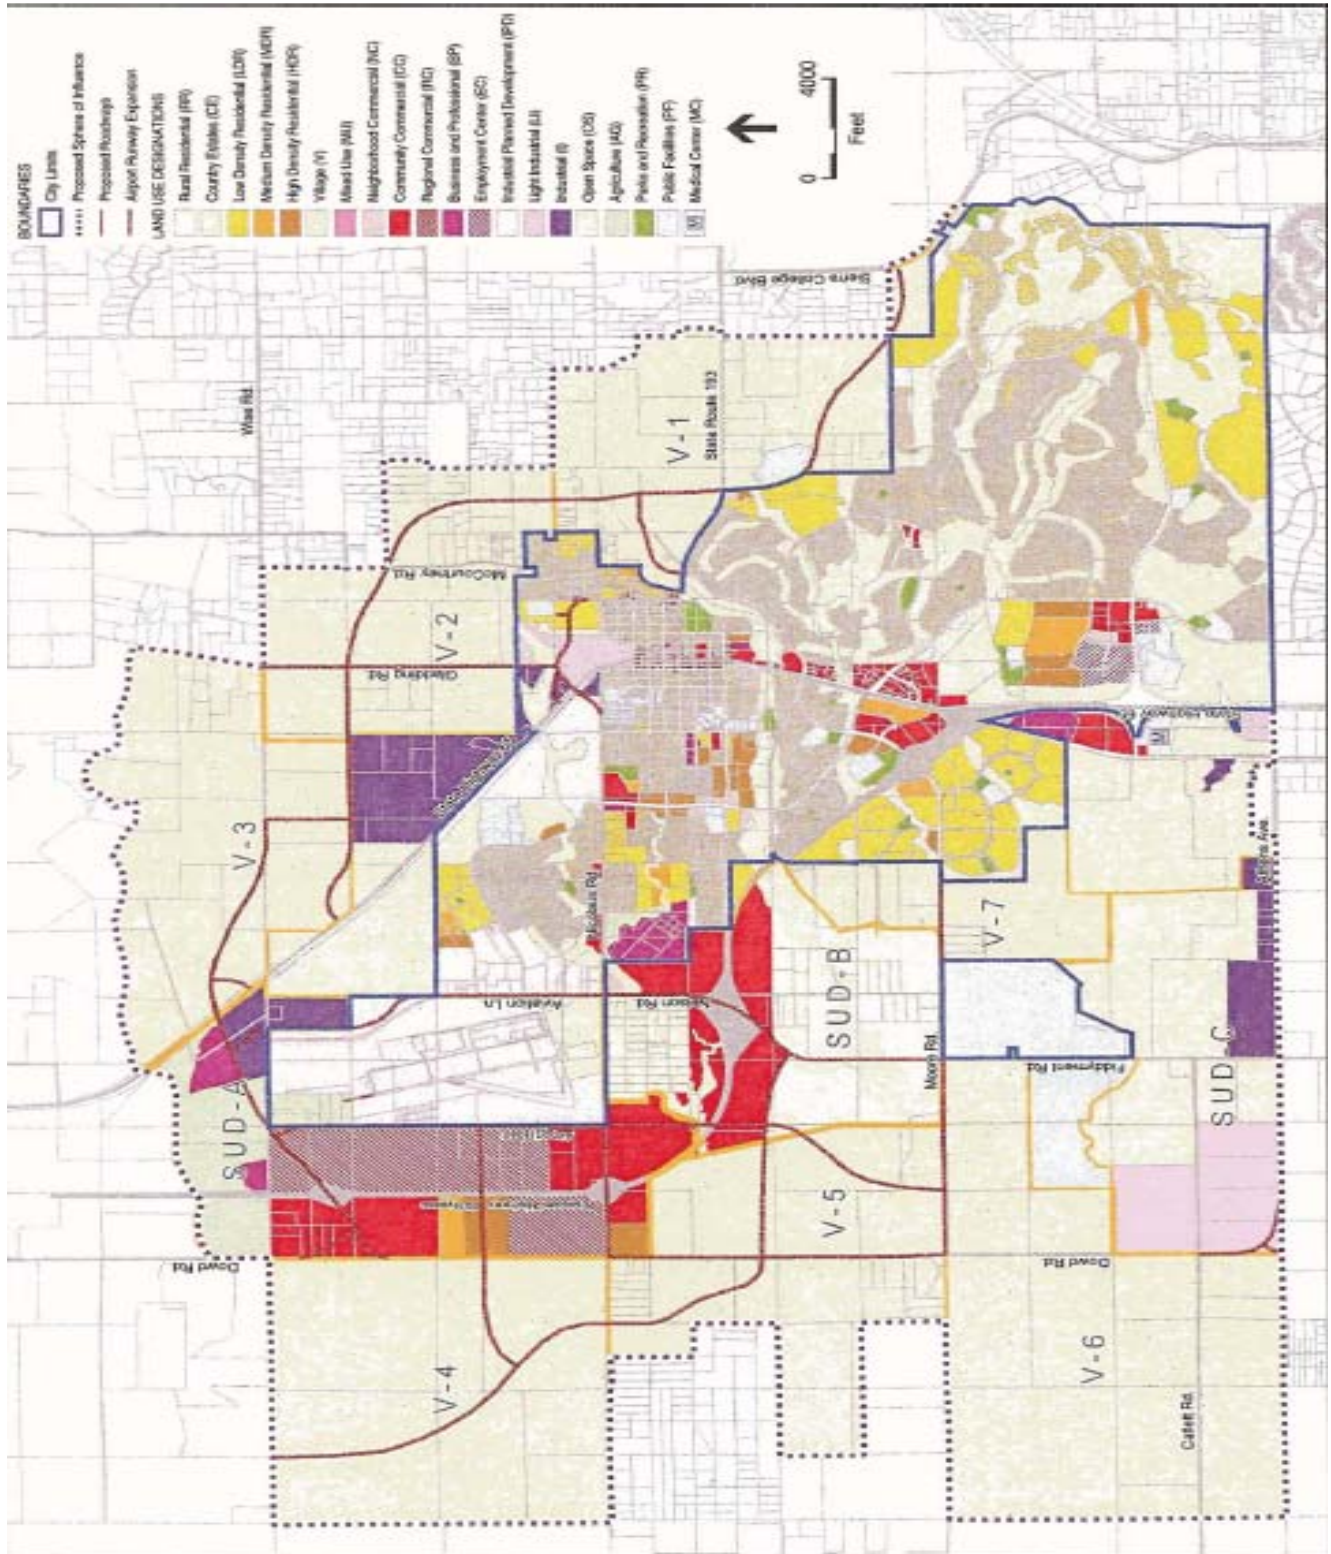 BOUNDARIES
City Limits
Proposed Sphere of Influence
Proposed Roadways
Airport Runway Expansion
LAND USE DESIGNATIONS
Rural Residential (RR)
Country Estates (CE)
Low Density Residential (LDR)
Medium Density Residential (MDR)
High Density Residential (HDR)
Village (V)
Mixed Use (MU)
Neighborhood Commercial (NC)
Community Commercial (CC)
Regional Commercial (RC)
Business and Professional (BP)
Employment Center (EC)
Industrial Planned Development (IPD)
Light Industrial (LI)
Industrial (I)
Open Space (OS)
Agriculture (AG)
Parks and Recreation (PR)
Public Facilities (PF)
M Medical Center (MC)
0 4000
Feet
Wise Rd.
Sierra College Blvd.
State Route 193
V-1
McCourtney Rd.
V-2
Gladding Rd.
V-3
Nicolaus Rd.
Aviation Ln.
Nelson Rd.
SUD-B
Moore Rd.
V-7
Fiddyment Rd.
Athens Ave.
M
SUD-C
SUD-A
Dowd Rd.
V-4
V-5
Dowd Rd.
V-6
Catlett Rd.